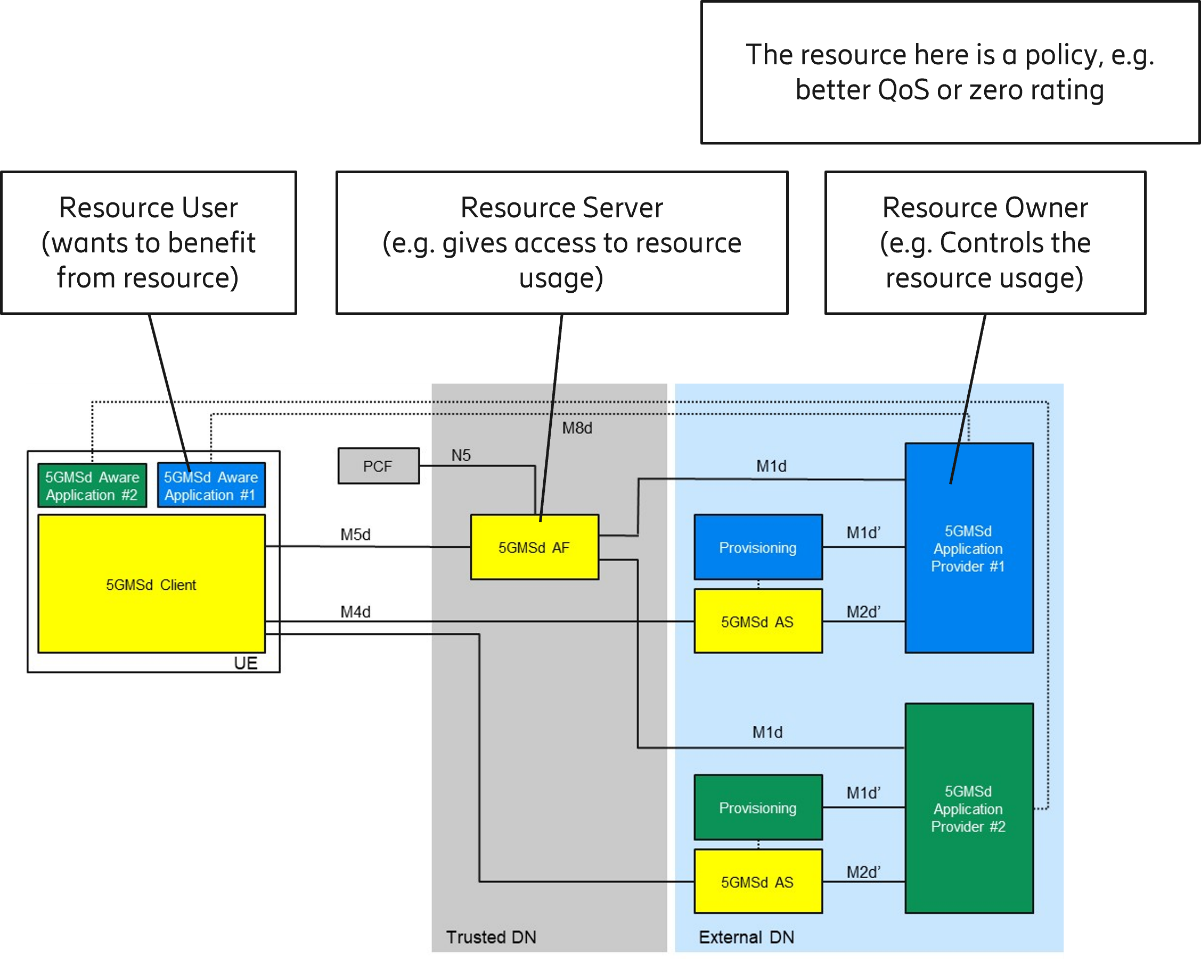 The resource here is a policy, e.g.
better QoS or zero rating
Resource User
(wants to benefit
from resource)
Resource Server
(e.g. gives access to resource
usage)
Resource Owner
(e.g. Controls the
resource usage)
M8d
5GMSd Aware
Application #2
5GMSd Aware
Application #1
PCF
N5
M1d
M5d
5GMSd AF
Provisioning
M1d’
5GMSd
Application
Provider #1
5GMSd Client
M4d
5GMSd AS
M2d’
UE
M1d
Provisioning
M1d’
5GMSd
Application
Provider #2
5GMSd AS
M2d’
Trusted DN
External DN